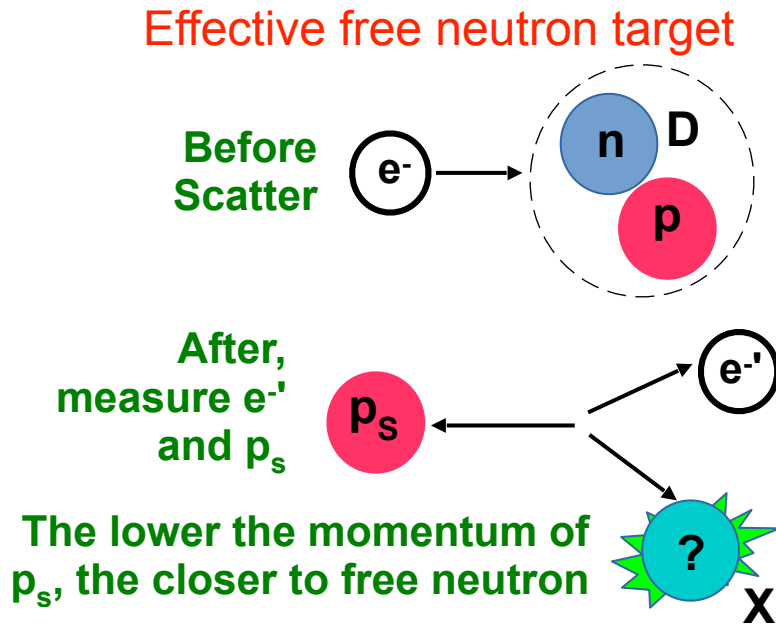 Effective free neutron target
Before
Scatter
e-
n
D
p
After,
measure e-'
and ps
ps
e-'
The lower the momentum of
ps, the closer to free neutron
?
X